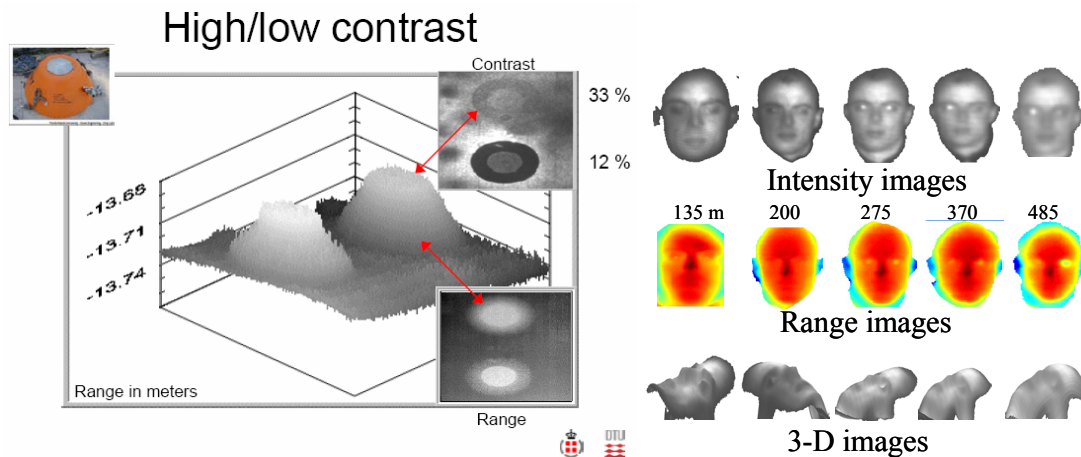 High/low contrast
Contrast
33 %
12 %
-13.68
-13.71
-13.74
Range in meters
Range
DTU
Intensity images
135 m 200 275 370 485
Range images
3-D images